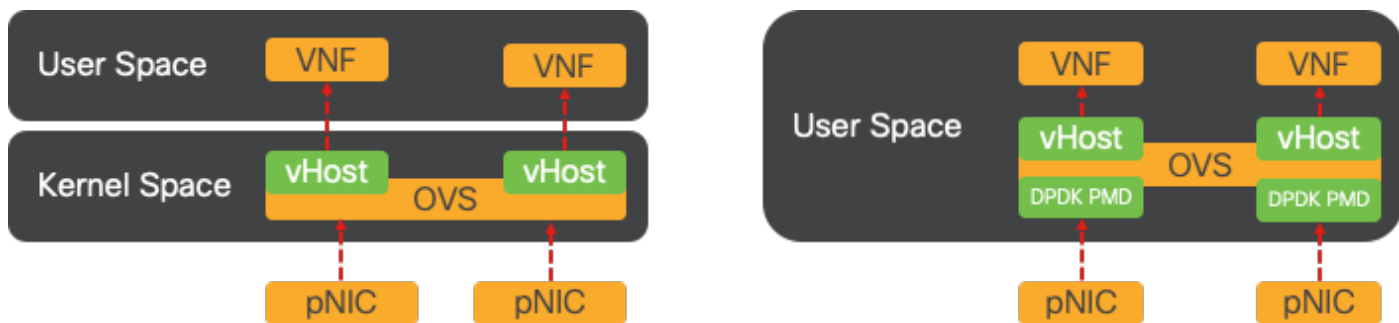 User Space
VNF
VNF
Kernel Space
vHost
vHost
OVS
pNIC
pNIC
User Space
VNF
VNF
vHost
vHost
OVS
DPDK PMD
DPDK PMD
pNIC
pNIC